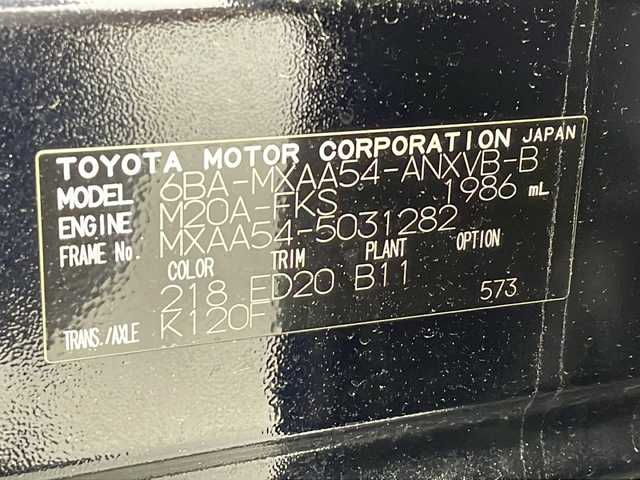 TOYOTA MOTOR CORPORATION JAPAN
MODEL 6BA-MXAA54-ANXVB-B
ENGINE M20A-FKS 1986 mL
FRAME No. MXAA54-5031282
COLOR TRIM PLANT OPTION
218 ED20 B11 573
TRANS./AXLE K120F